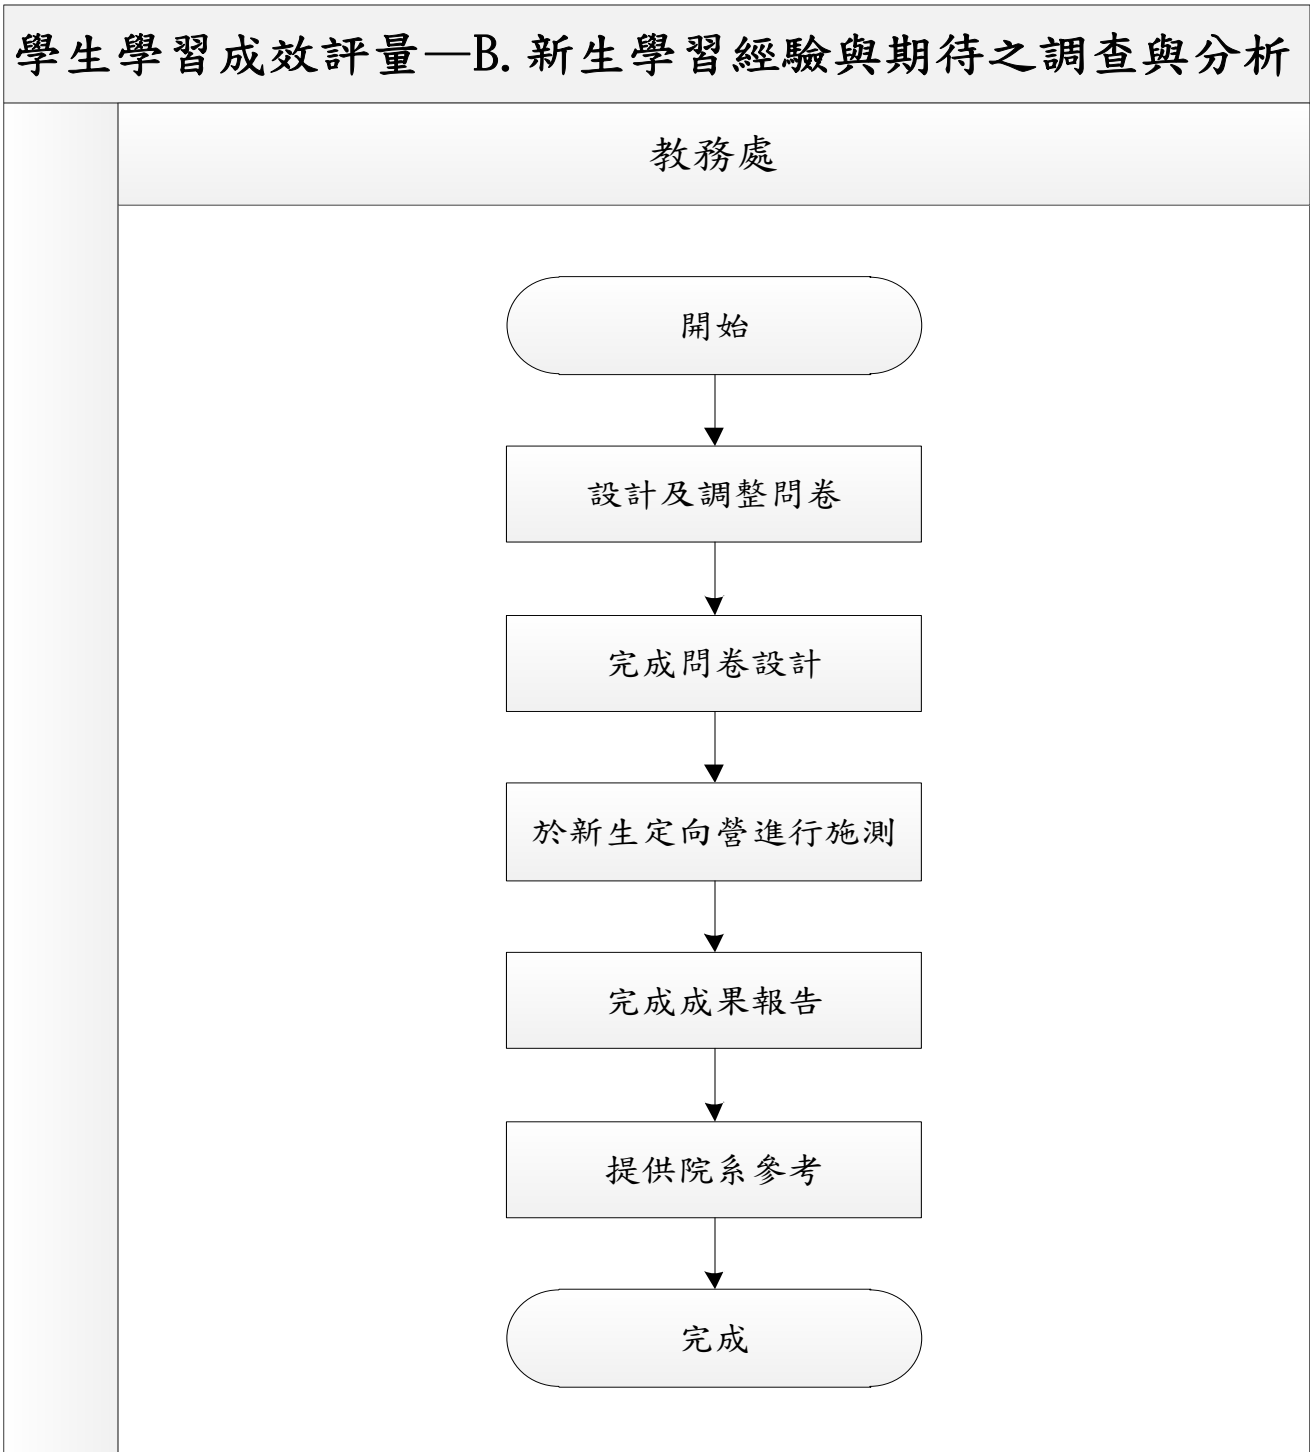 學生學習成效評量—B. 新生學習經驗與期待之調查與分析
教務處
開始
設計及調整問卷
完成問卷設計
於新生定向營進行施測
完成成果報告
提供院系參考
完成